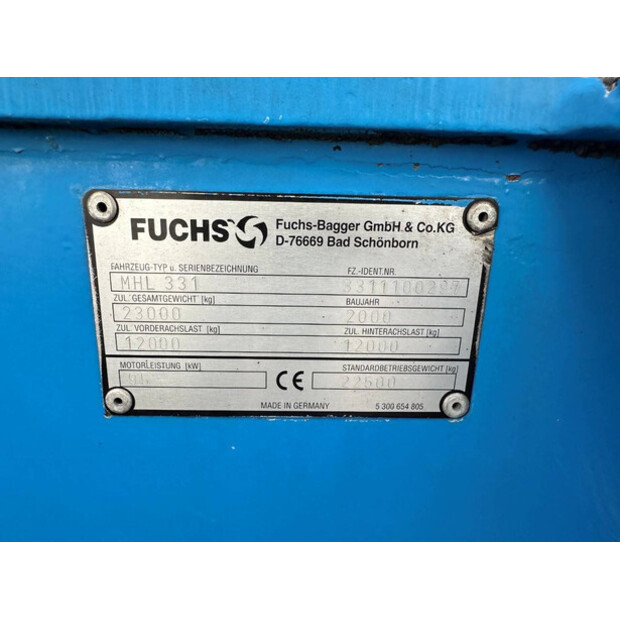 FUCHS
Fuchs-Bagger GmbH & Co.KG
D-76669 Bad Schönborn
FAHRZEUG-TYP u. SERIENBEZEICHNUNG FZ.-IDENT.NR.
MHL 331
ZUL. GESAMTGEWICHT [kg] BAUJAHR
23000 2000
ZUL. VORDERACHSLAST [kg] ZUL. HINTERACHSLAST [kg]
12000 12000
MOTORLEISTUNG [kW] STANDARDBETRIEBSGEWICHT [kg]
CE 22500
MADE IN GERMANY 5 300 654 805